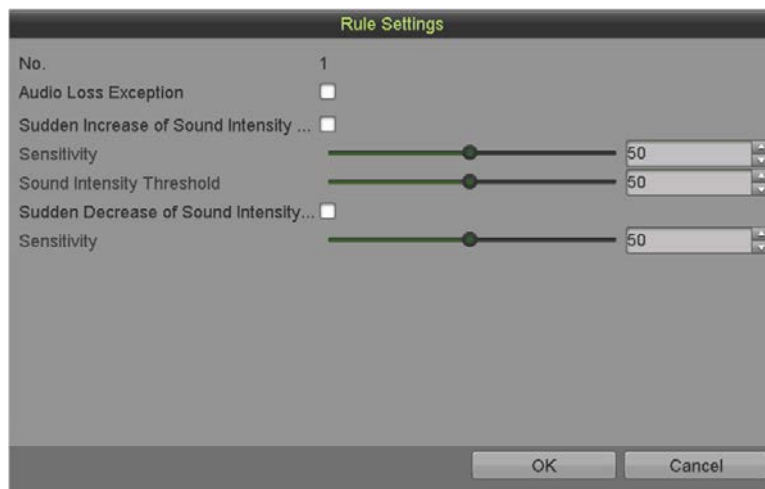 Rule Settings
No. 1
Audio Loss Exception
Sudden Increase of Sound Intensity ...
Sensitivity 50
Sound Intensity Threshold 50
Sudden Decrease of Sound Intensity...
Sensitivity 50
OK Cancel